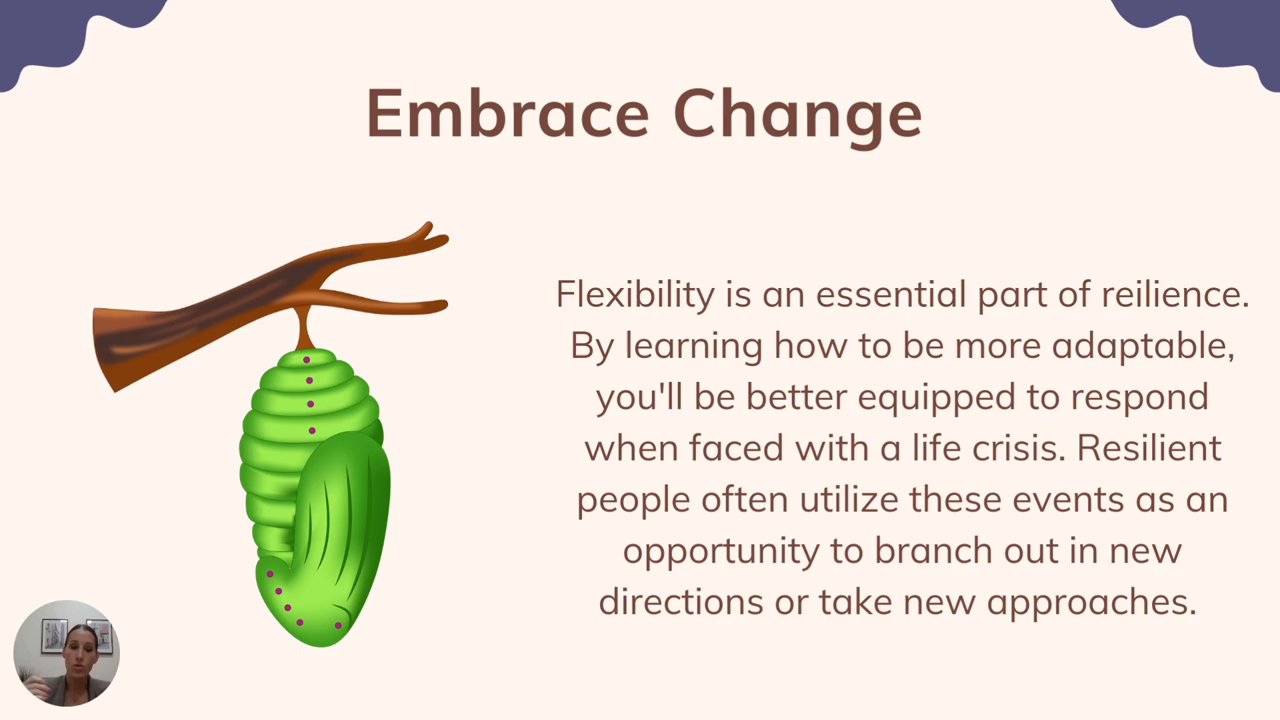 Embrace Change
Flexibility is an essential part of reilience.
By learning how to be more adaptable,
you'll be better equipped to respond
when faced with a life crisis. Resilient
people often utilize these events as an
opportunity to branch out in new
directions or take new approaches.